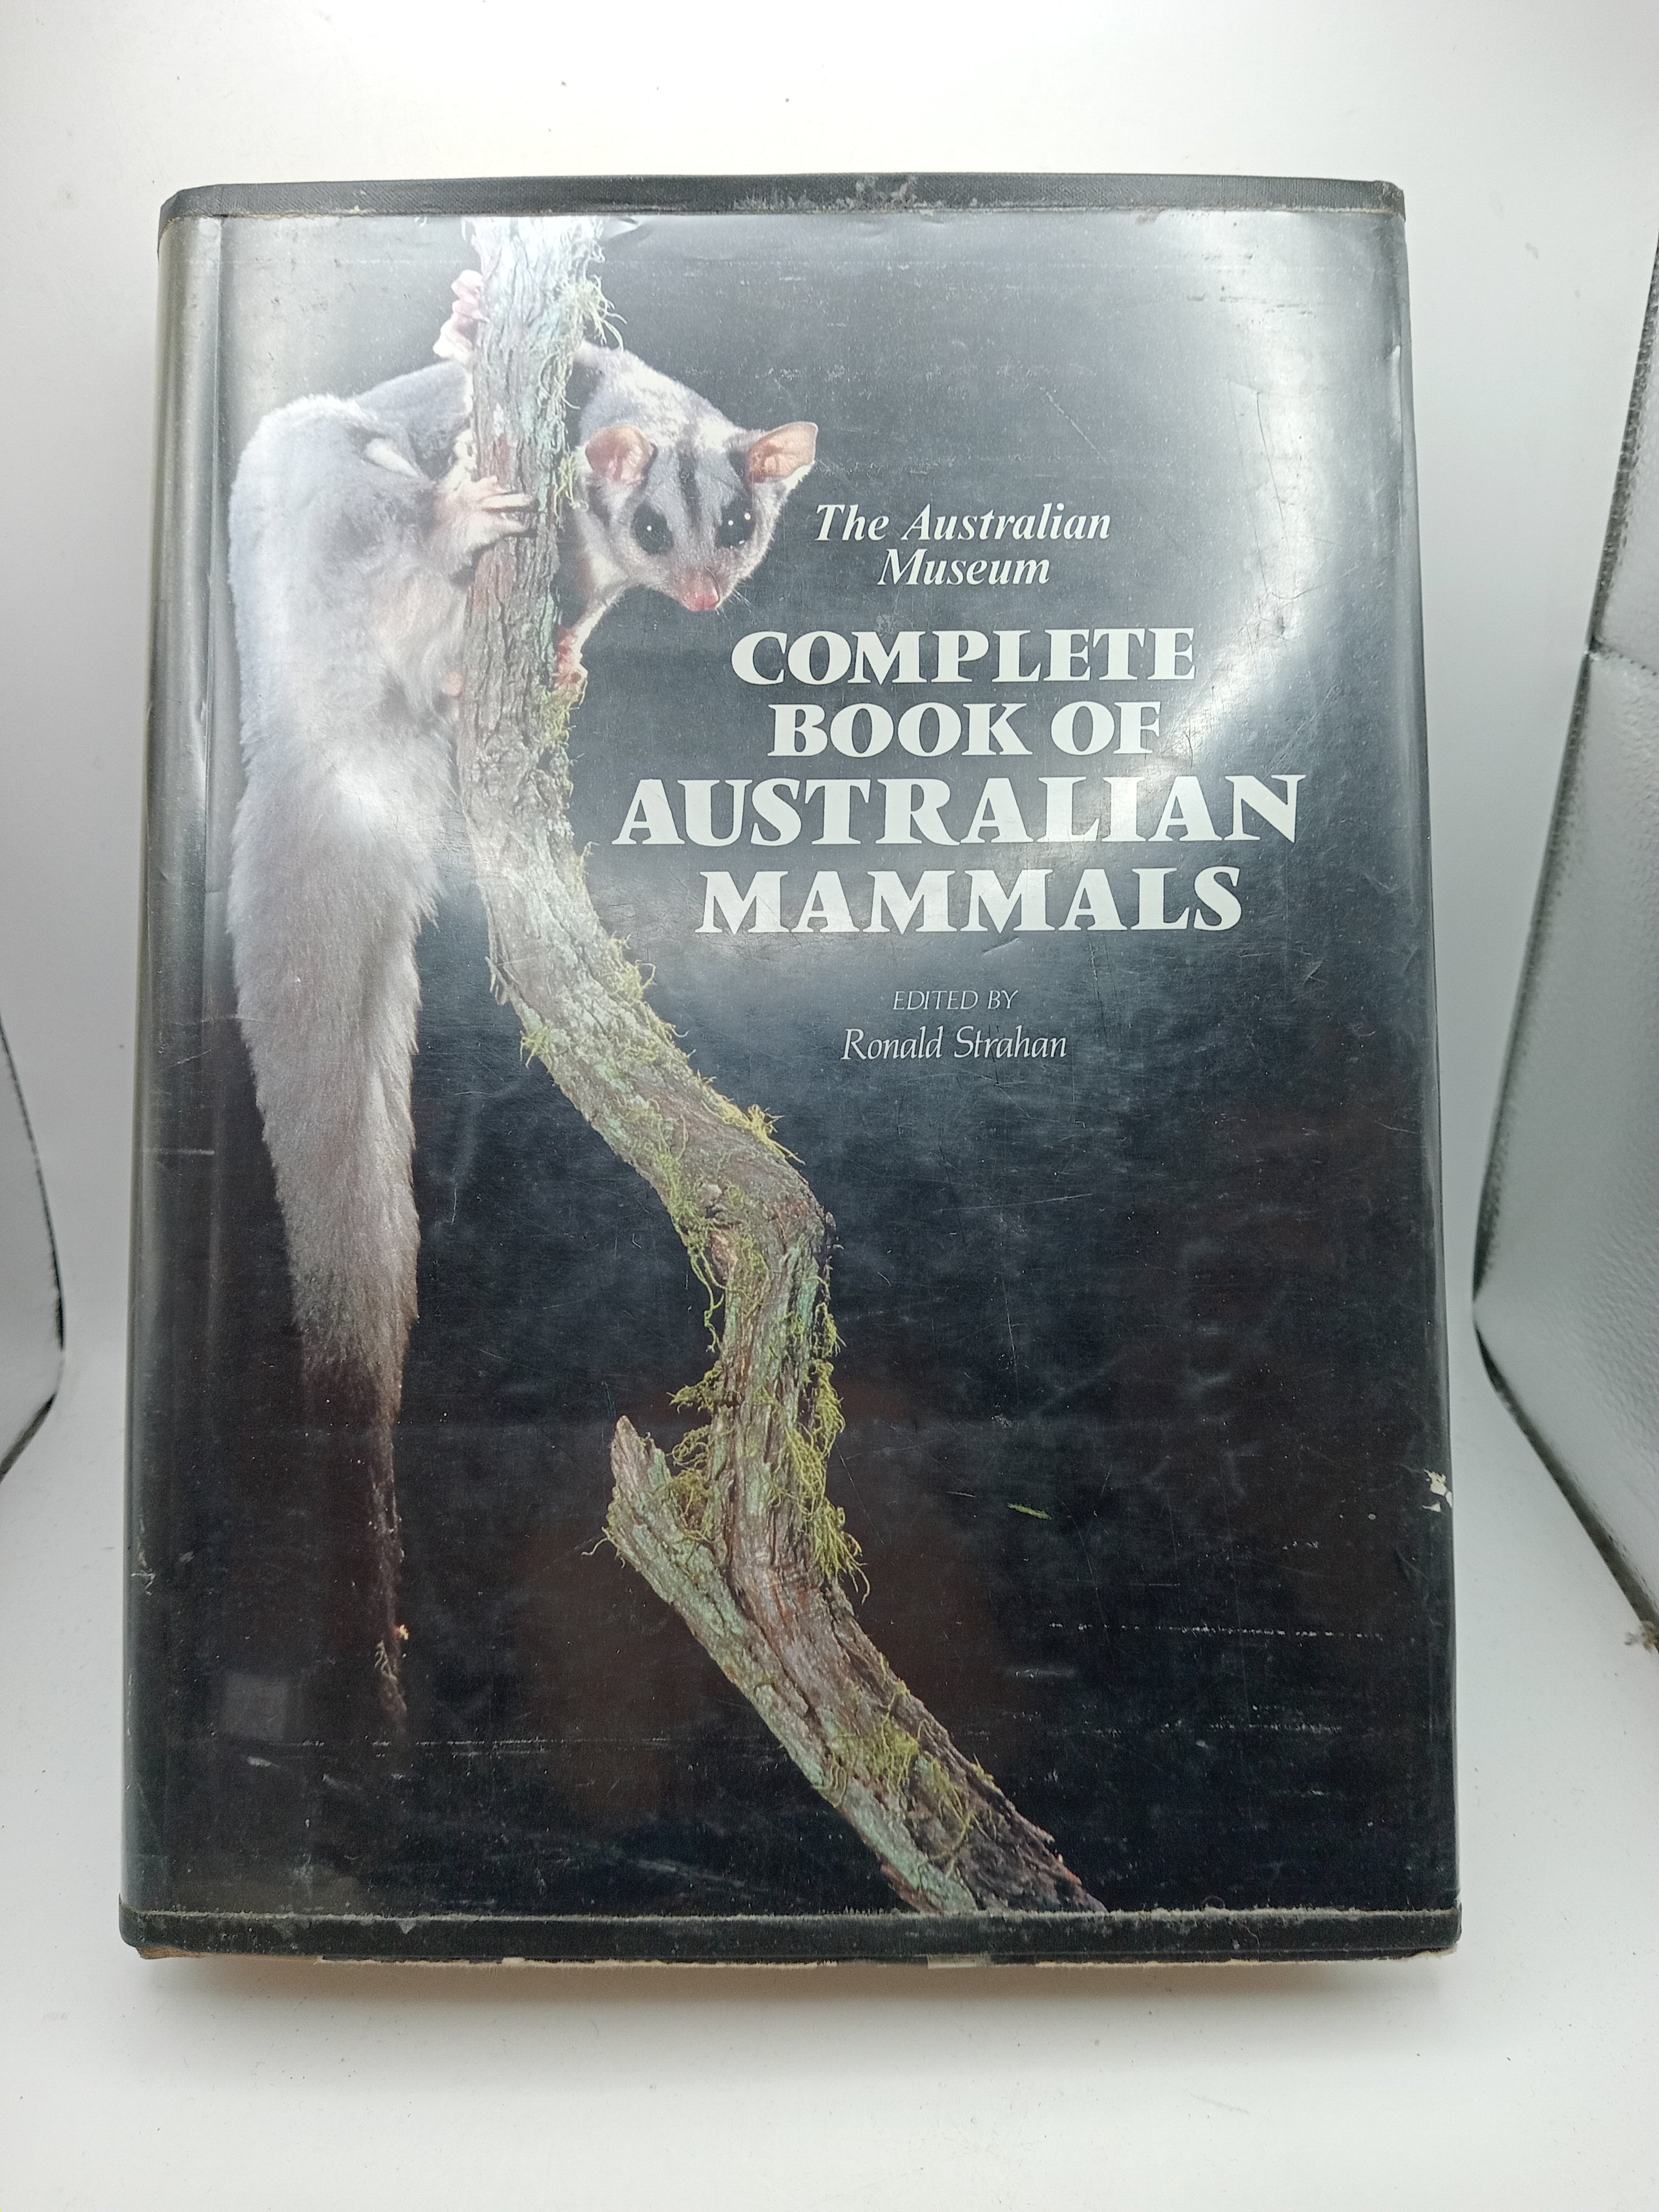 The Australian
Museum
COMPLETE
BOOK OF
AUSTRALIAN
MAMMALS
EDITED BY
Ronald Strahan